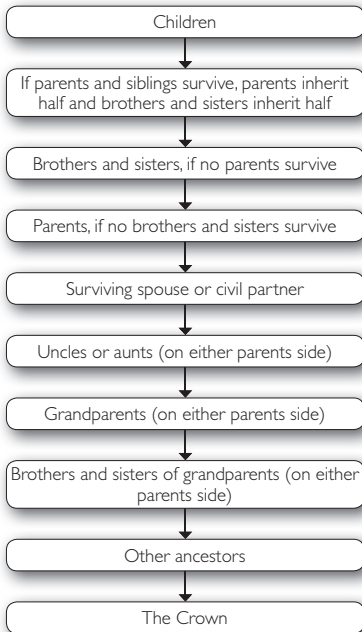 Children
If parents and siblings survive, parents inherit
half and brothers and sisters inherit half
Brothers and sisters, if no parents survive
Parents, if no brothers and sisters survive
Surviving spouse or civil partner
Uncles or aunts (on either parents side)
Grandparents (on either parents side)
Brothers and sisters of grandparents (on either
parents side)
Other ancestors
The Crown